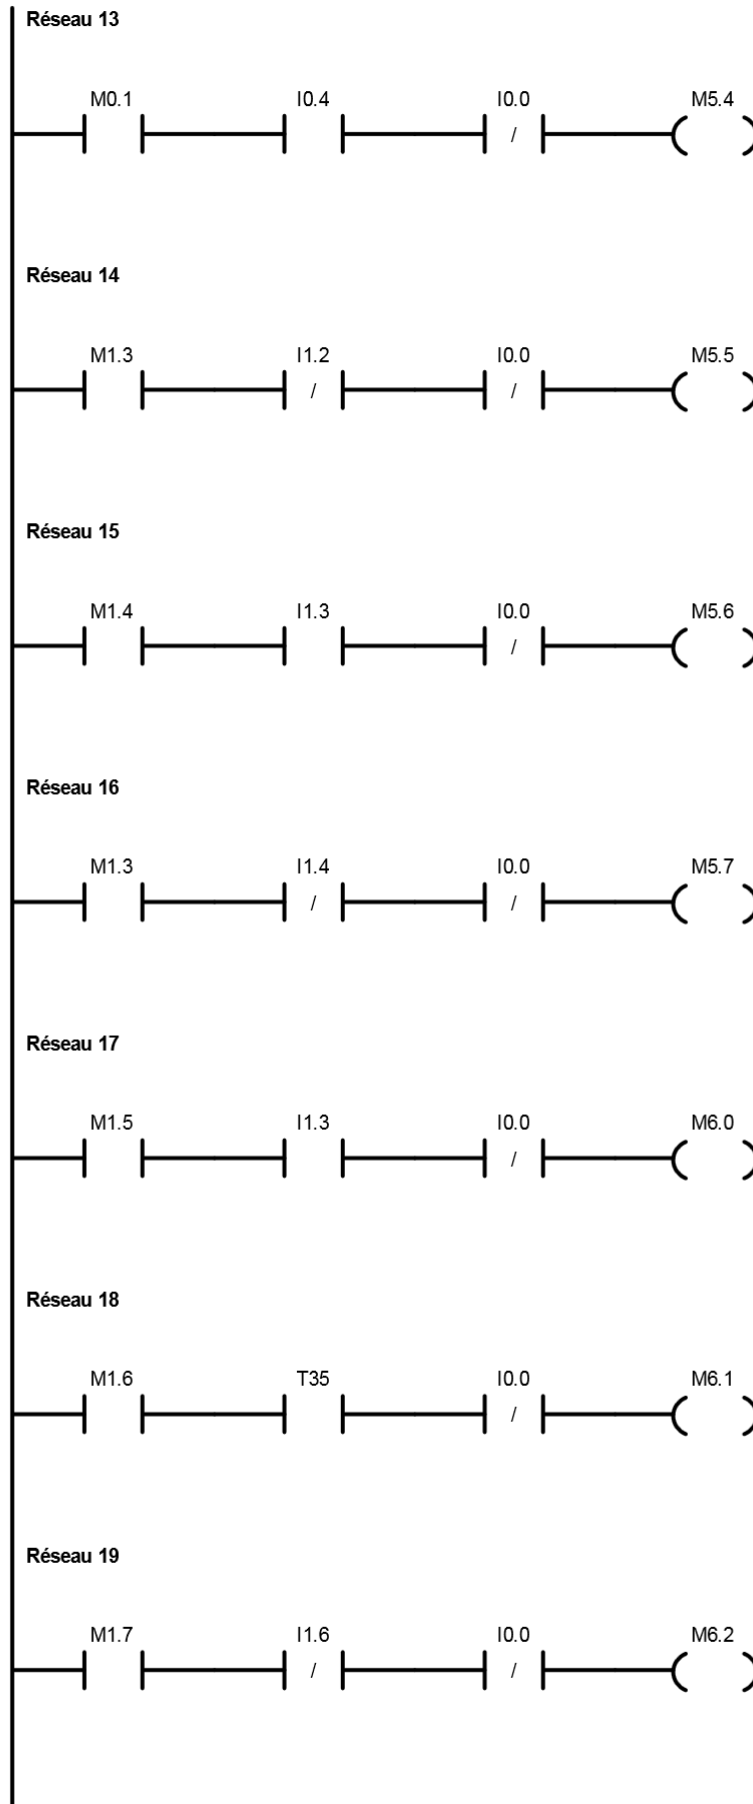 Réseau 13
M0.1 I0.4 I0.0 M5.4
/
Réseau 14
M1.3 I1.2 I0.0 M5.5
/ /
Réseau 15
M1.4 I1.3 I0.0 M5.6
/
Réseau 16
M1.3 I1.4 I0.0 M5.7
/ /
Réseau 17
M1.5 I1.3 I0.0 M6.0
/
Réseau 18
M1.6 T35 I0.0 M6.1
/
Réseau 19
M1.7 I1.6 I0.0 M6.2
/ /